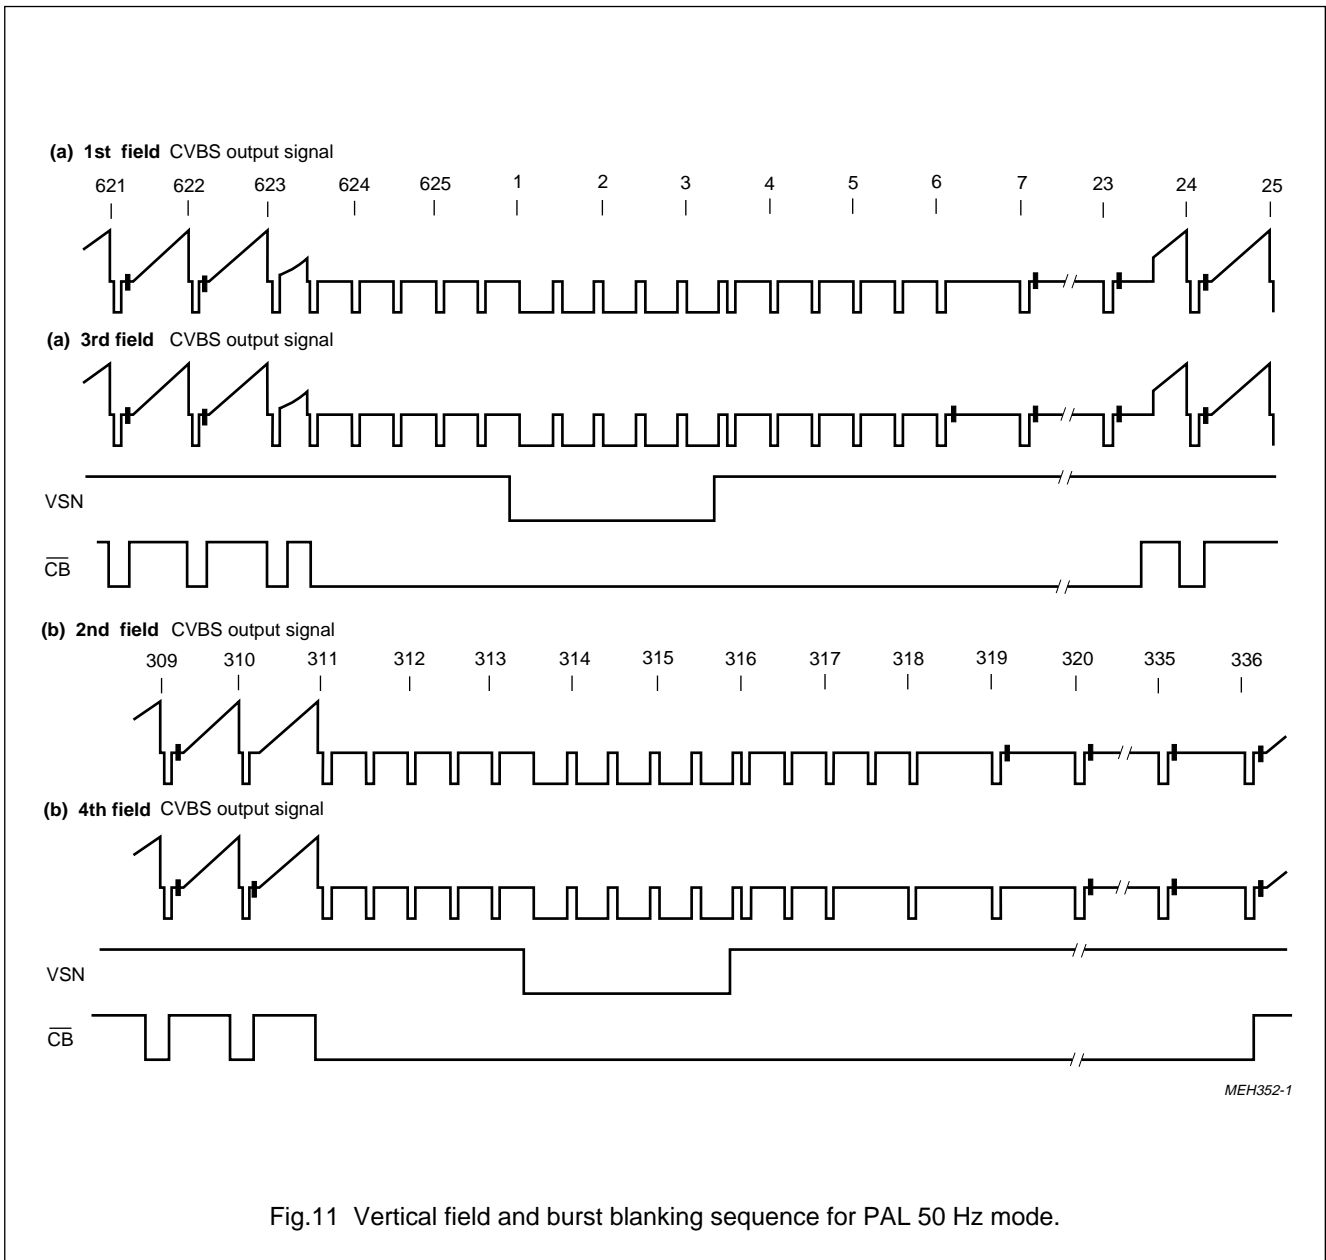 (a) 1st field CVBS output signal
621 622 623 624 625 1 2 3 4 5 6 7 23 24 25
(a) 3rd field CVBS output signal
VSN
C̅B̅
(b) 2nd field CVBS output signal
309 310 311 312 313 314 315 316 317 318 319 320 335 336
(b) 4th field CVBS output signal
VSN
C̅B̅
MEH352-1
Fig.11 Vertical field and burst blanking sequence for PAL 50 Hz mode.